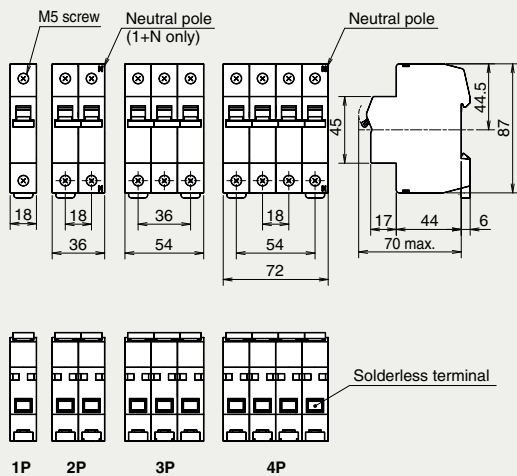 M5 screw
Neutral pole
(1+N only)
Neutral pole
N
N
N
N
45
44.5
87
18
18
36
18
17
44
6
36
54
54
70 max.
72
Solderless terminal
1P
2P
3P
4P